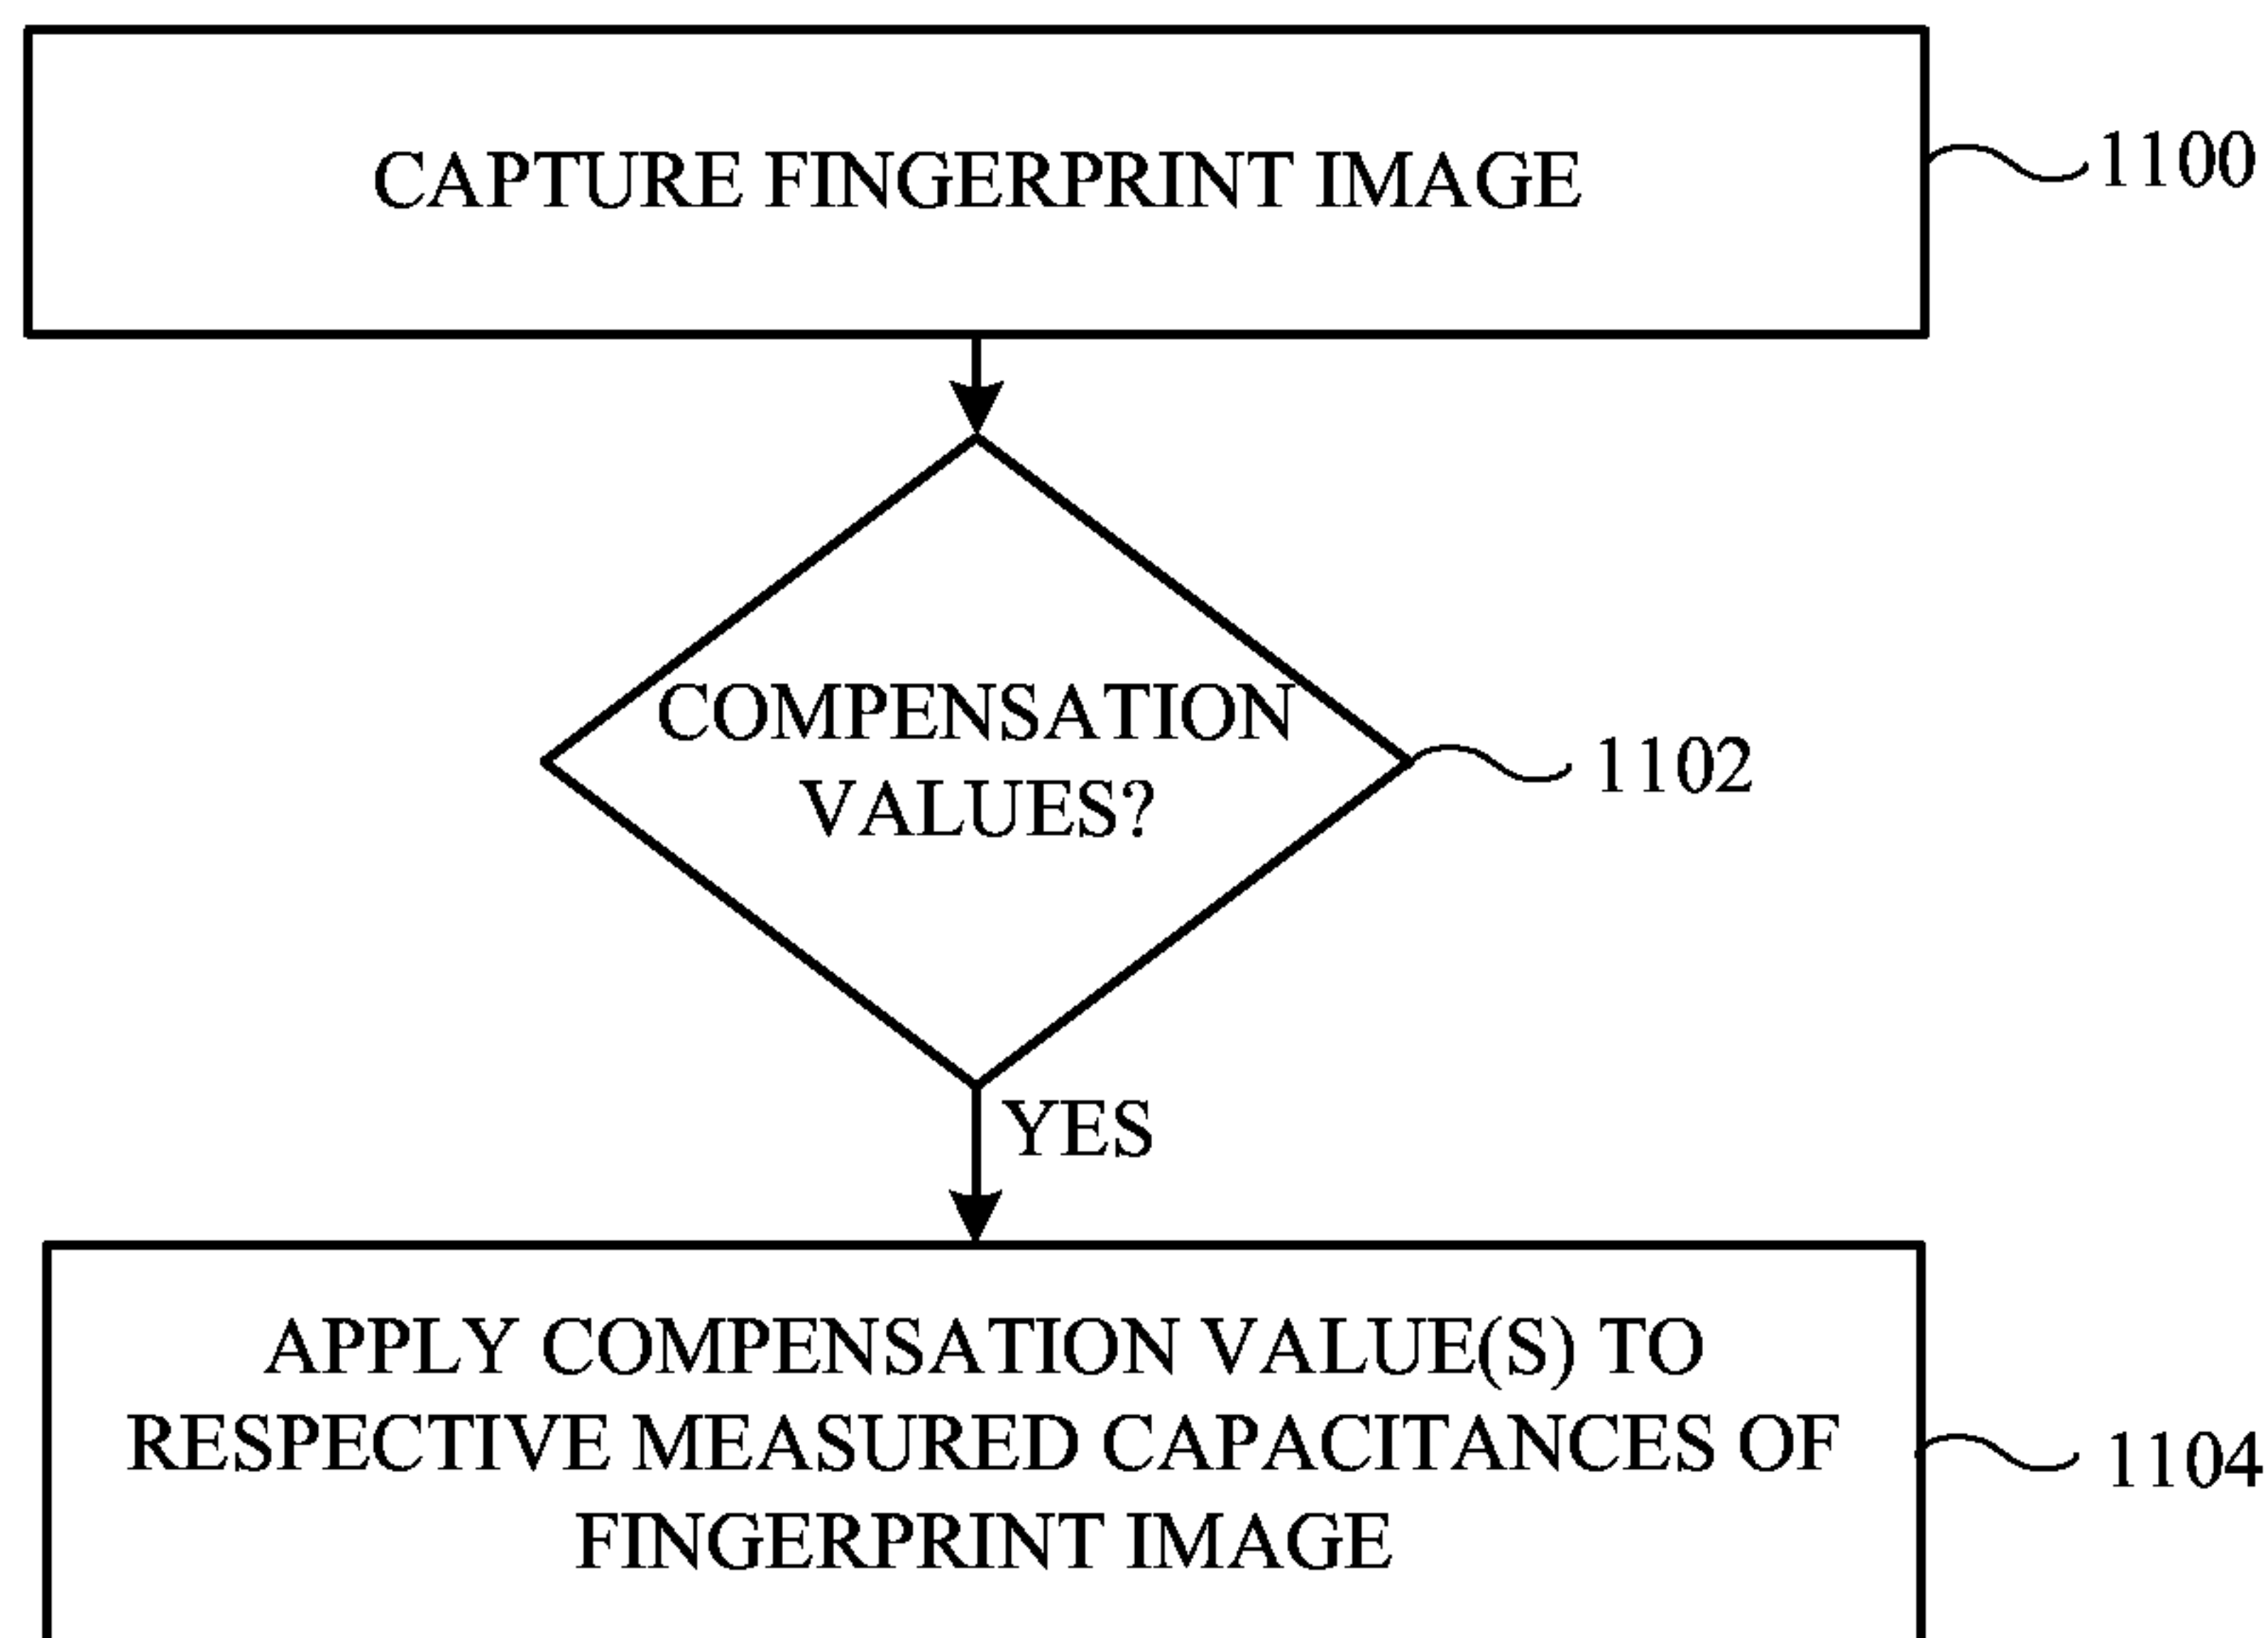 CAPTURE FINGERPRINT IMAGE
1100
COMPENSATION
VALUES?
1102
YES
APPLY COMPENSATION VALUE(S) TO
RESPECTIVE MEASURED CAPACITANCES OF
FINGERPRINT IMAGE
1104